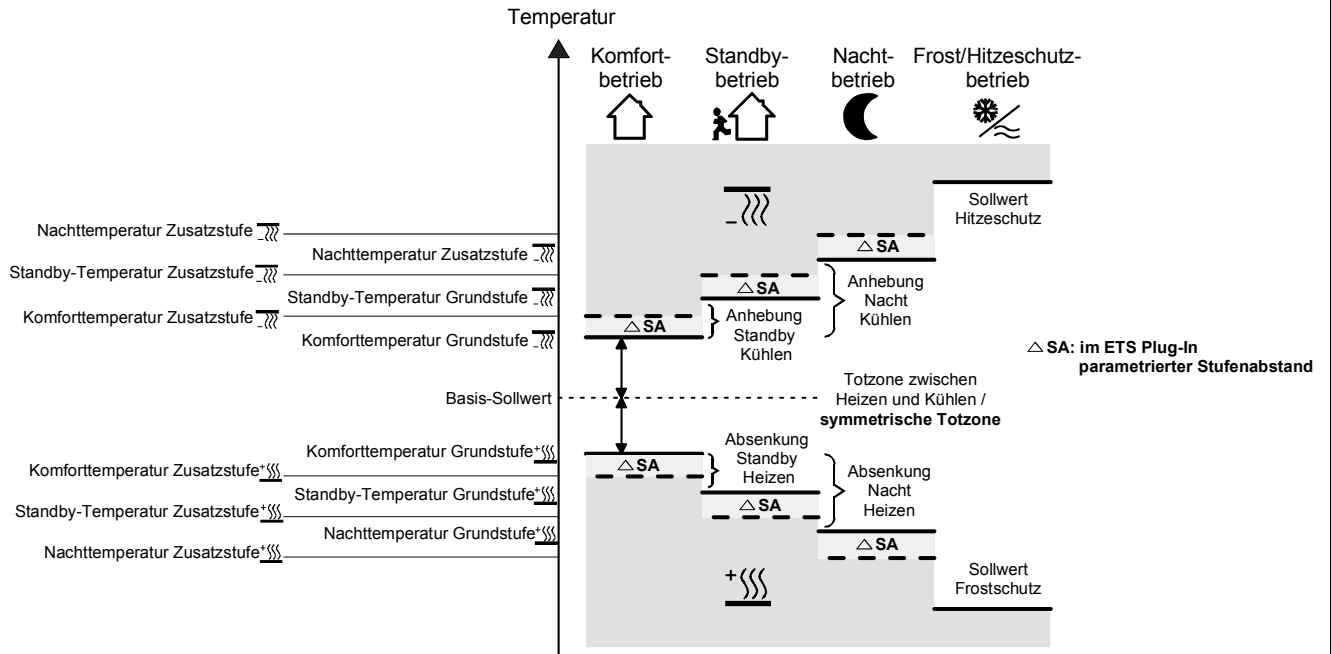 Temperatur
Komfort-
betrieb
Standby-
betrieb
Nacht-
betrieb
Frost/Hitzeschutz-
betrieb
Sollwert
Hitzeschutz
Nachttemperatur Zusatzstufe
Nachttemperatur Zusatzstufe
Standby-Temperatur Zusatzstufe
Standby-Temperatur Grundstufe
Komforttemperatur Zusatzstufe
Komforttemperatur Grundstufe
△ SA
△ SA
△ SA
Anhebung
Standby
Kühlen
Anhebung
Nacht
Kühlen
△ SA: im ETS Plug-In
parametrierter Stufenabstand
Basis-Sollwert
Totzone zwischen
Heizen und Kühlen /
symmetrische Totzone
Komforttemperatur Grundstufe
Komforttemperatur Zusatzstufe
Standby-Temperatur Grundstufe
Standby-Temperatur Zusatzstufe
Nachttemperatur Grundstufe
Nachttemperatur Zusatzstufe
△ SA
△ SA
△ SA
Absenkung
Standby
Heizen
Absenkung
Nacht
Heizen
Sollwert
Frostschutz